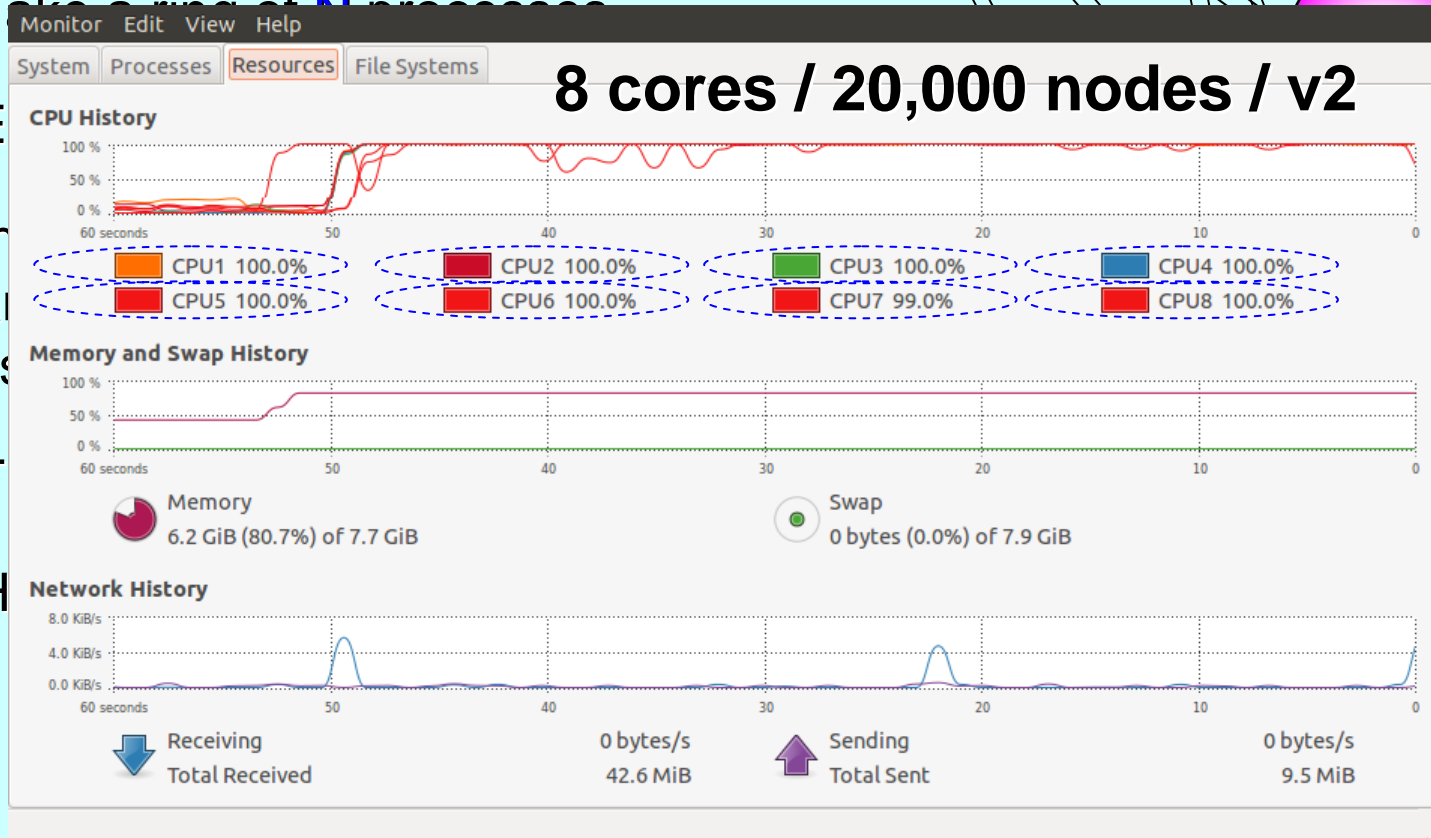 ake a ring of N processes
Monitor Edit View Help
System Processes Resources File Systems
8 cores / 20,000 nodes / v2
CPU History
100 %
50 %
0 %
60 seconds 50 40 30 20 10 0
CPU1 100.0% CPU2 100.0% CPU3 100.0% CPU4 100.0%
CPU5 100.0% CPU6 100.0% CPU7 99.0% CPU8 100.0%
Memory and Swap History
100 %
50 %
0 %
60 seconds 50 40 30 20 10 0
Memory Swap
6.2 GiB (80.7%) of 7.7 GiB 0 bytes (0.0%) of 7.9 GiB
Network History
8.0 KiB/s
4.0 KiB/s
0.0 KiB/s
60 seconds 50 40 30 20 10 0
Receiving 0 bytes/s Sending 0 bytes/s
Total Received 42.6 MiB Total Sent 9.5 MiB